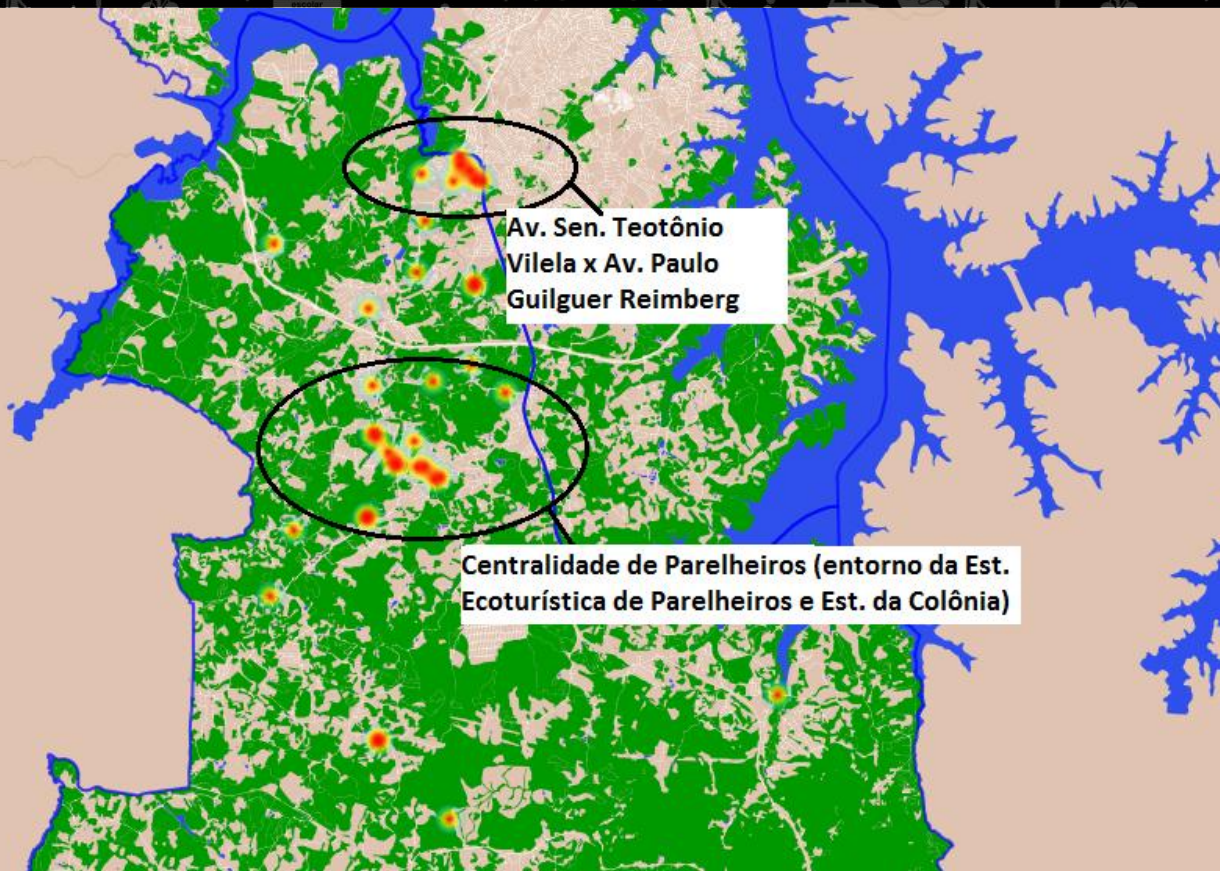 escolar
Av. Sen. Teotônio
Vilela x Av. Paulo
Guilguer Reimberg
Centralidade de Parelheiros (entorno da Est.
Ecoturística de Parelheiros e Est. da Colônia)